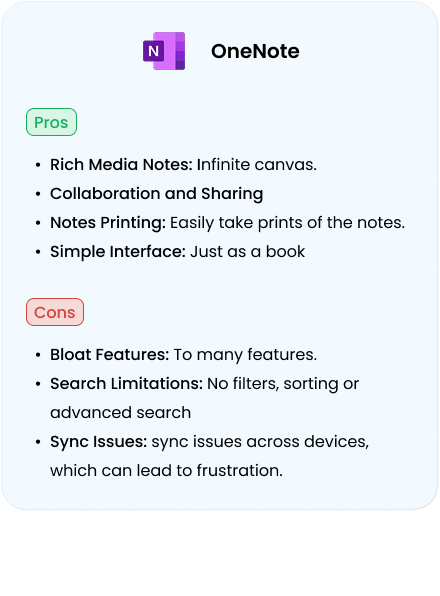 N OneNote
Pros
• Rich Media Notes: Infinite canvas.
• Collaboration and Sharing
• Notes Printing: Easily take prints of the notes.
• Simple Interface: Just as a book
Cons
• Bloat Features: To many features.
• Search Limitations: No filters, sorting or
advanced search
• Sync Issues: sync issues across devices,
which can lead to frustration.